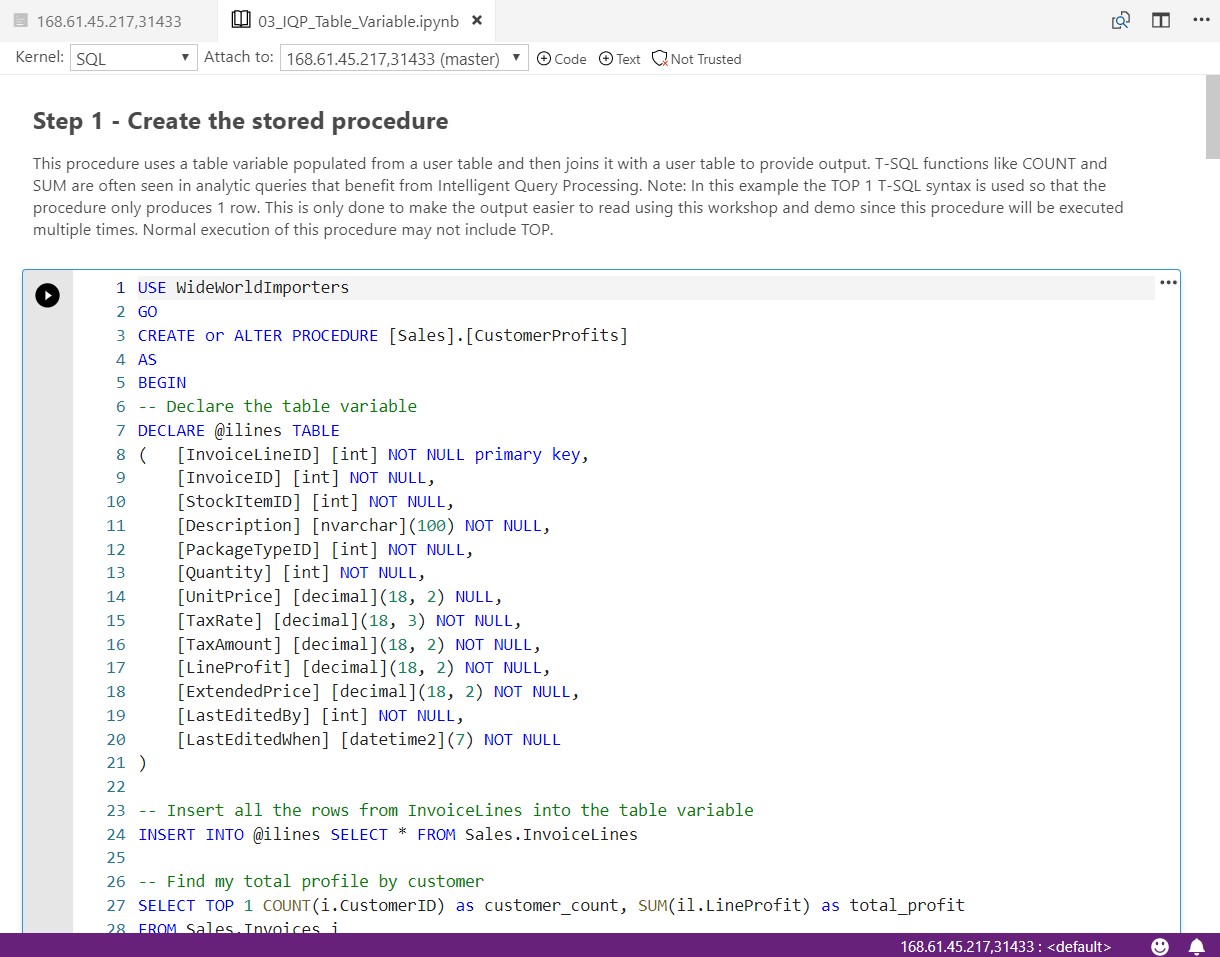 168.61.45.217,31433
03_IQP_Table_Variable.ipynb
Kernel: SQL Attach to: 168.61.45.217,31433 (master) Code Text Not Trusted
Step 1 - Create the stored procedure
This procedure uses a table variable populated from a user table and then joins it with a user table to provide output. T-SQL functions like COUNT and
SUM are often seen in analytic queries that benefit from Intelligent Query Processing. Note: In this example the TOP 1 T-SQL syntax is used so that the
procedure only produces 1 row. This is only done to make the output easier to read using this workshop and demo since this procedure will be executed
multiple times. Normal execution of this procedure may not include TOP.
1 USE WideWorldImporters
2 GO
3 CREATE or ALTER PROCEDURE [Sales].[CustomerProfits]
4 AS
5 BEGIN
6 -- Declare the table variable
7 DECLARE @ilines TABLE
8 (   [InvoiceLineID] [int] NOT NULL primary key,
9     [InvoiceID] [int] NOT NULL,
10     [StockItemID] [int] NOT NULL,
11     [Description] [nvarchar](100) NOT NULL,
12     [PackageTypeID] [int] NOT NULL,
13     [Quantity] [int] NOT NULL,
14     [UnitPrice] [decimal](18, 2) NULL,
15     [TaxRate] [decimal](18, 3) NOT NULL,
16     [TaxAmount] [decimal](18, 2) NOT NULL,
17     [LineProfit] [decimal](18, 2) NOT NULL,
18     [ExtendedPrice] [decimal](18, 2) NOT NULL,
19     [LastEditedBy] [int] NOT NULL,
20     [LastEditedWhen] [datetime2](7) NOT NULL
21 )
22
23 -- Insert all the rows from InvoiceLines into the table variable
24 INSERT INTO @ilines SELECT * FROM Sales.InvoiceLines
25
26 -- Find my total profile by customer
27 SELECT TOP 1 COUNT(i.CustomerID) as customer_count, SUM(il.LineProfit) as total_profit
28 FROM Sales.Invoices i
168.61.45.217,31433 : <default>